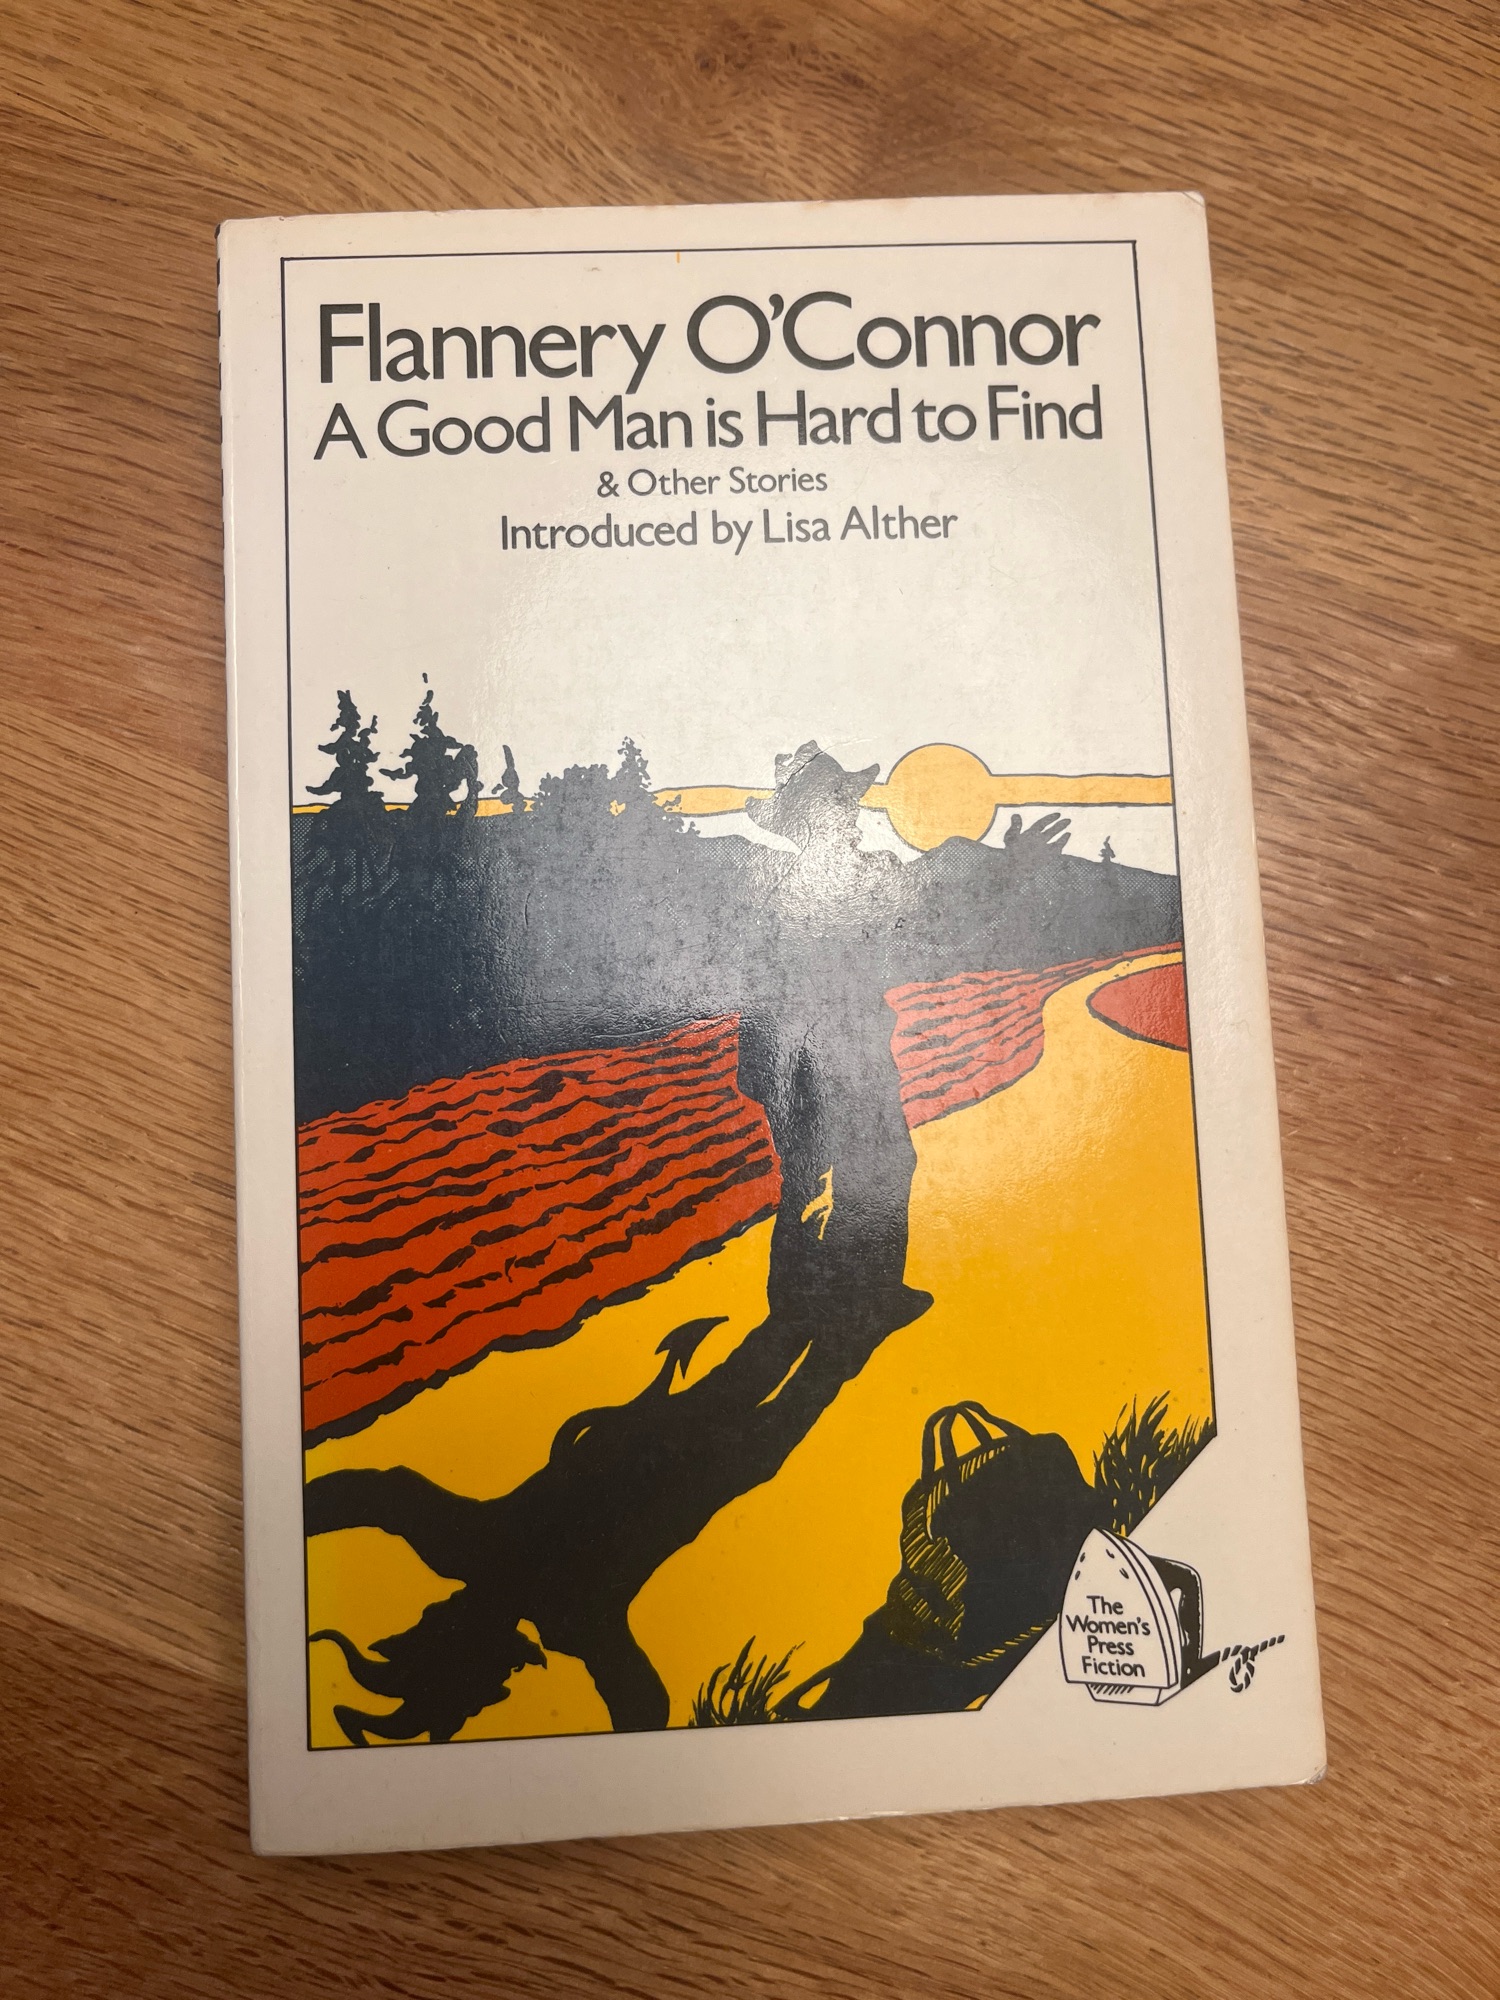 Flannery O'Connor
A Good Man is Hard to Find
& Other Stories
Introduced by Lisa Alther
The
Women's
Press
Fiction